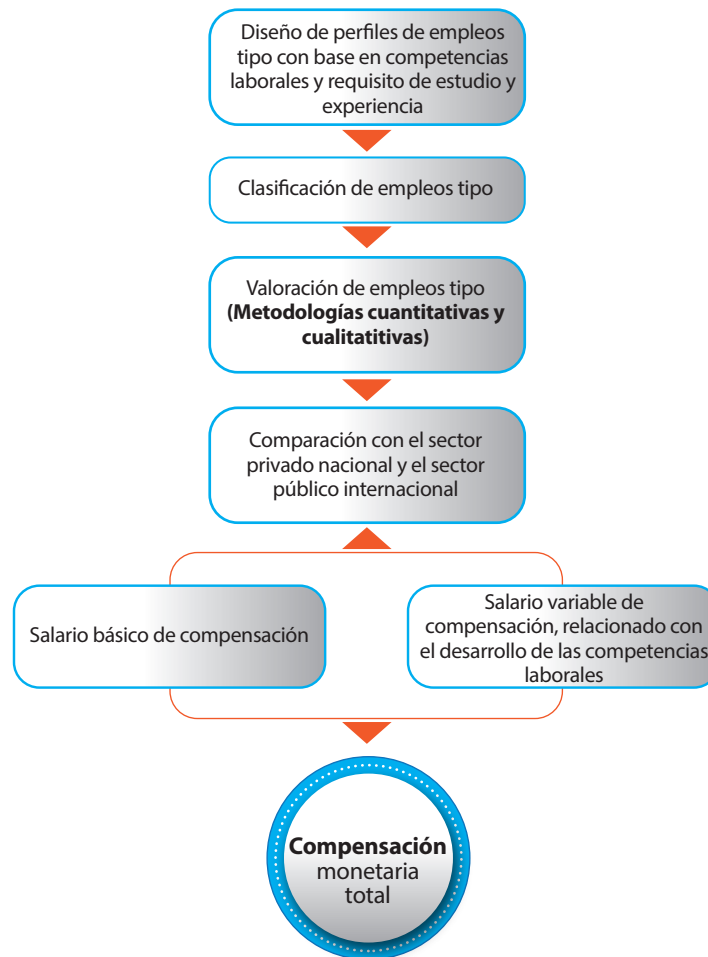 Diseño de perfiles de empleos
tipo con base en competencias
laborales y requisito de estudio y
experiencia
Clasificación de empleos tipo
Valoración de empleos tipo
(Metodologías cuantitativas y
cualitatitivas)
Comparación con el sector
privado nacional y el sector
público internacional
Salario básico de compensación
Salario variable de
compensación, relacionado con
el desarrollo de las competencias
laborales
Compensación
monetaria
total